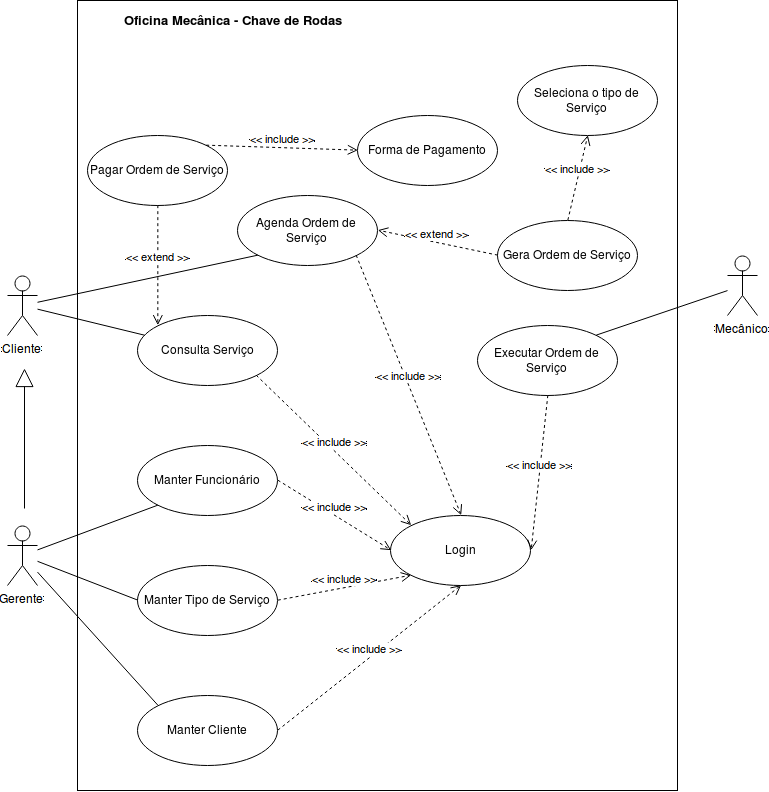 Oficina Mecânica - Chave de Rodas
Seleciona o tipo de
Serviço
<< include >>
Forma de Pagamento
Pagar Ordem de Serviço
<< include >>
Agenda Ordem de
Serviço
<< extend >>
Gera Ordem de Serviço
<< extend >>
Mecânico
Cliente
Consulta Serviço
Executar Ordem de
Serviço
<< include >>
<< include >>
<< include >>
Manter Funcionário
<< include >>
Login
<< include >>
Gerente
Manter Tipo de Serviço
<< include >>
Manter Cliente